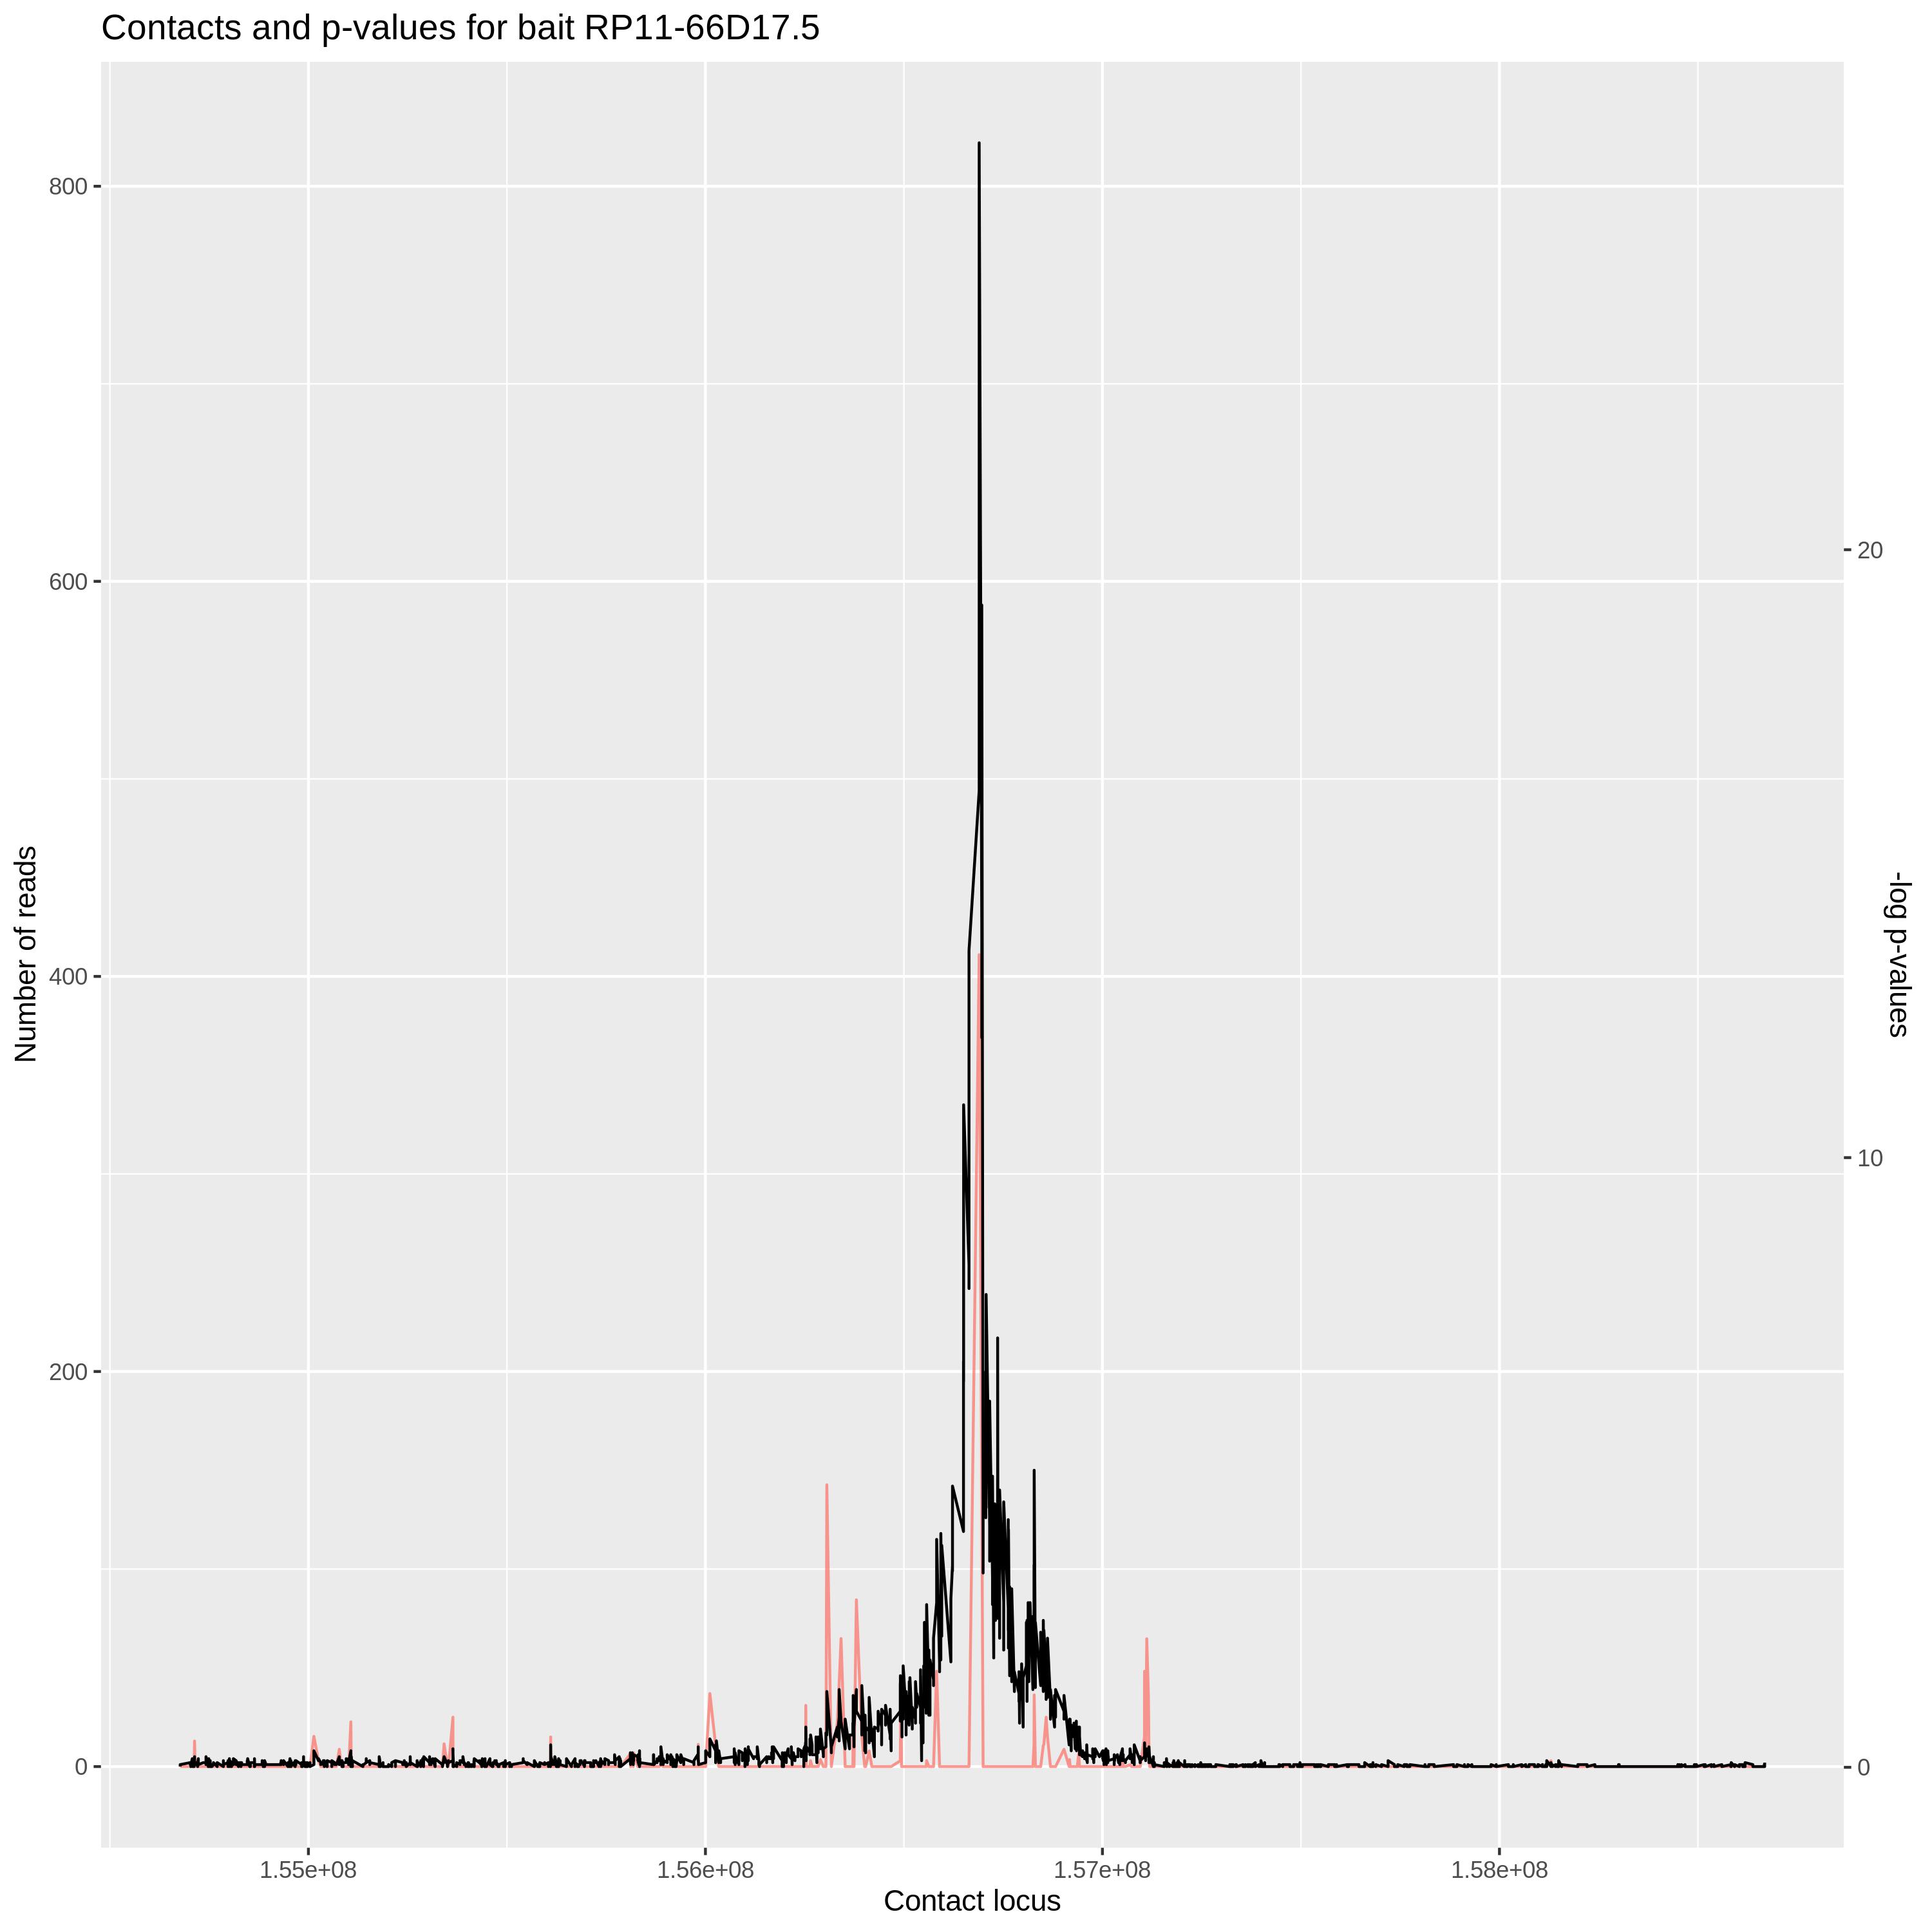 Contacts and p-values for bait RP11-66D17.5
800
600
400
200
0
Number of reads
20
10
0
-log p-values
1.55e+08
1.56e+08
1.57e+08
1.58e+08
Contact locus